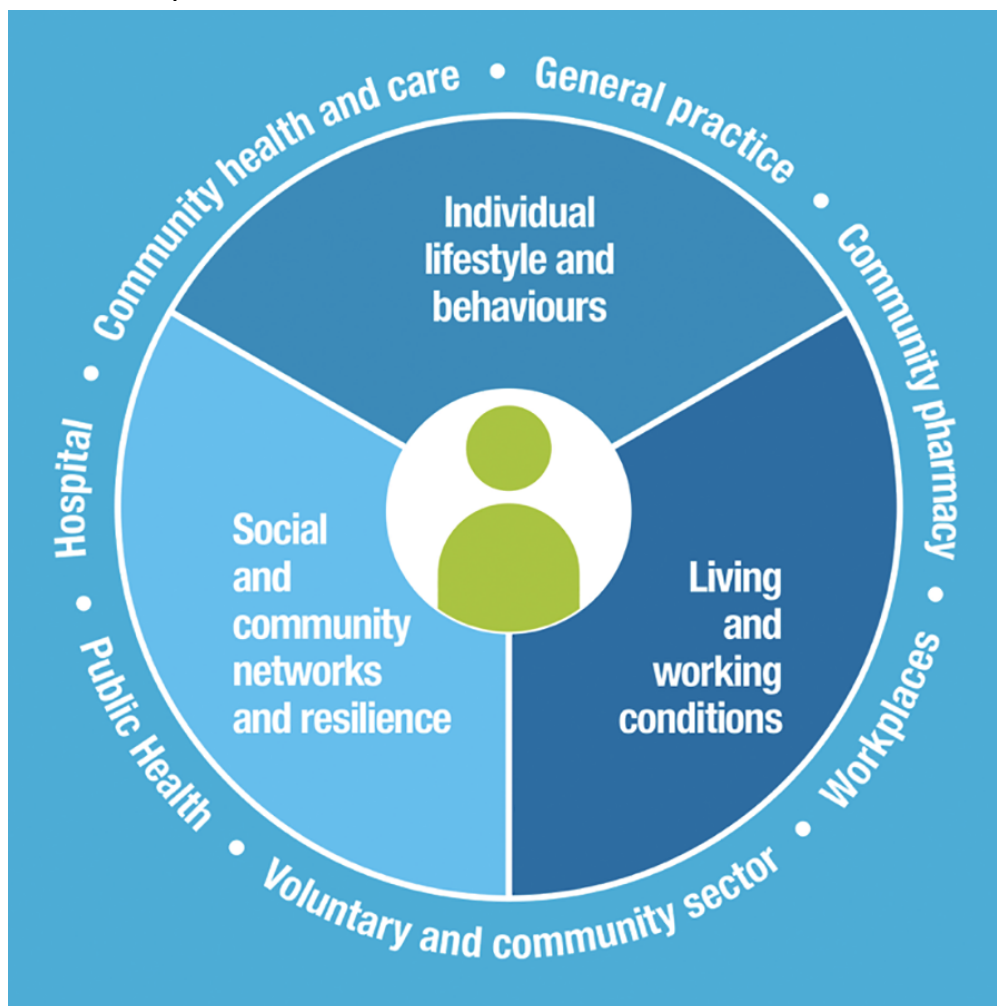 Community health and care • General practice • Community pharmacy • Workplaces • Voluntary and community sector • Public Health • Hospital •
Individual
lifestyle and
behaviours
Social
and
community
networks
and resilience
Living
and
working
conditions